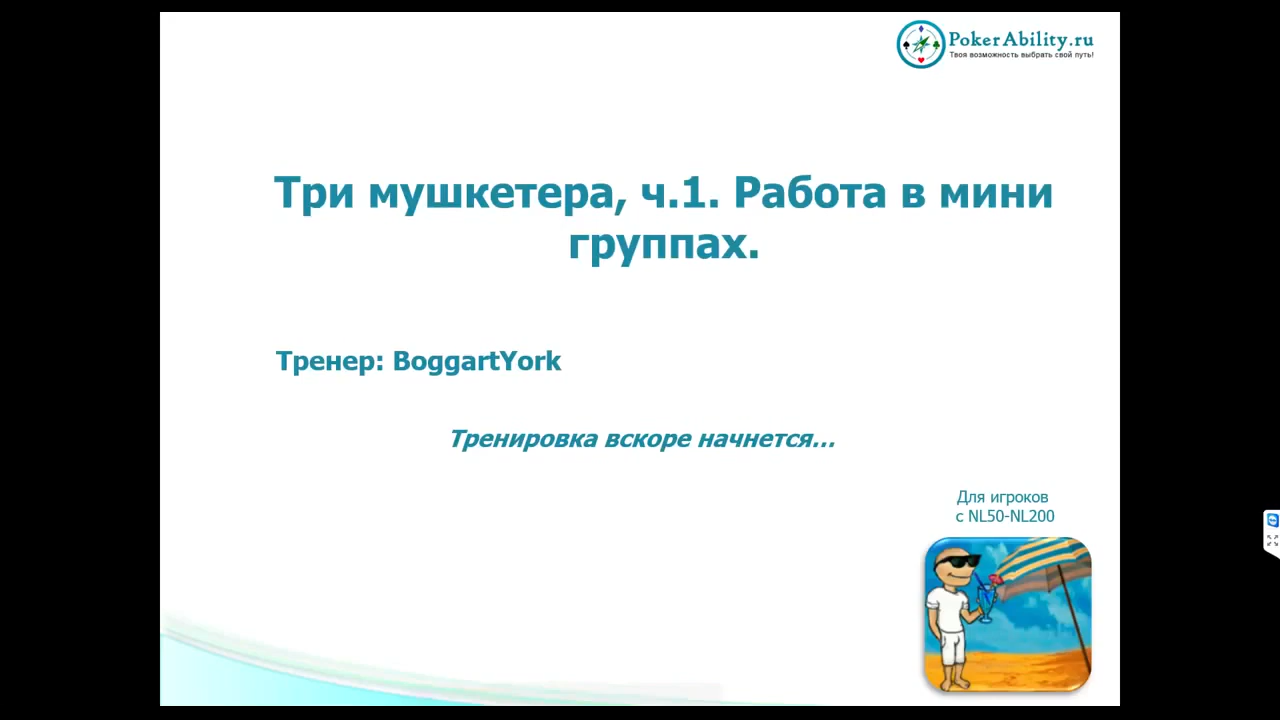 PokerAbility.ru
Твоя возможность выбрать свой путь!
Три мушкетера, ч.1. Работа в мини
группах.
Тренер: BoggartYork
Тренировка вскоре начнется...
Для игроков
с NL50-NL200